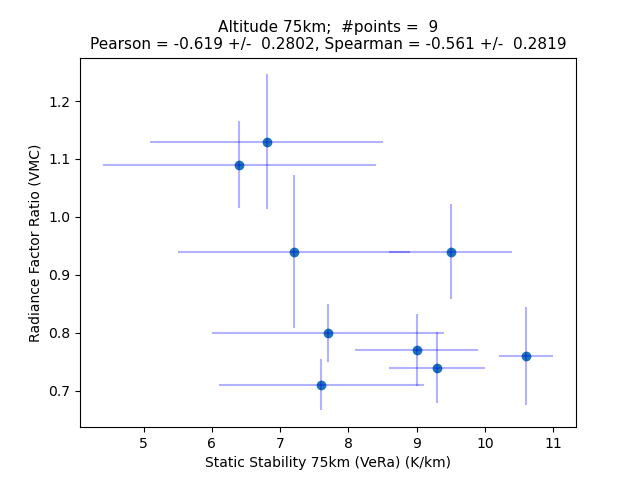 Altitude 75km;  #points =  9
Pearson = -0.619 +/-  0.2802, Spearman = -0.561 +/-  0.2819
Radiance Factor Ratio (VMC)
1.2
1.1
1.0
0.9
0.8
0.7
5 6 7 8 9 10 11
Static Stability 75km (VeRa) (K/km)